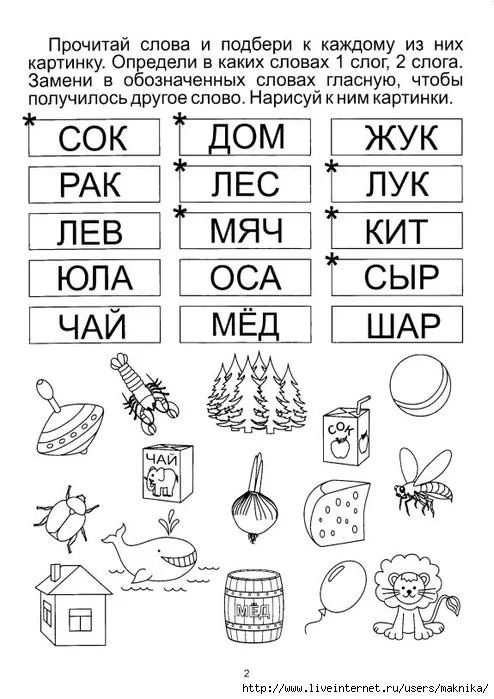 Прочитай слова и подбери к каждому из них
картинку. Определи в каких словах 1 слог, 2 слога.
Замени в обозначенных словах гласную, чтобы
получилось другое слово. Нарисуй к ним картинки.
* СОК * ДОМ ЖУК
РАК * ЛЕС * ЛУК
ЛЕВ * МЯЧ * КИТ
ЮЛА ОСА * СЫР
ЧАЙ МЁД ШАР
СОК
ЧАЙ
МЁД
2
http://www.liveinternet.ru/users/maknika/